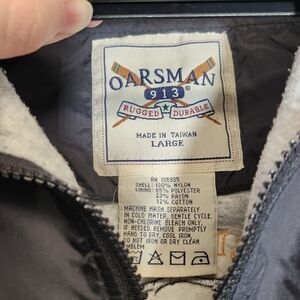 OARSMAN
913®
RUGGED DURABLE
MADE IN TAIWAN
LARGE
RN 108805
SHELL: 100% NYLON
LINING: 65% POLYESTER
23% RAYON
12% COTTON
MACHINE WASH SEPARATELY
IN COLD WATER, GENTLE CYCLE.
NON-CHLORINE BLEACH ONLY.
IF NEEDED, REMOVE PROMPTLY
HANG TO DRY, COOL IRON.
DO NOT IRON OR DRY CLEAN
EMBLEM